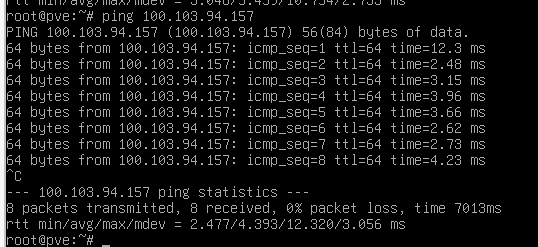 rtt min/avg/max/mdev = 3.046/5.459/10.754/2.753 ms
root@pve:~# ping 100.103.94.157
PING 100.103.94.157 (100.103.94.157) 56(84) bytes of data.
64 bytes from 100.103.94.157: icmp_seq=1 ttl=64 time=12.3 ms
64 bytes from 100.103.94.157: icmp_seq=2 ttl=64 time=2.48 ms
64 bytes from 100.103.94.157: icmp_seq=3 ttl=64 time=3.15 ms
64 bytes from 100.103.94.157: icmp_seq=4 ttl=64 time=3.96 ms
64 bytes from 100.103.94.157: icmp_seq=5 ttl=64 time=3.66 ms
64 bytes from 100.103.94.157: icmp_seq=6 ttl=64 time=2.62 ms
64 bytes from 100.103.94.157: icmp_seq=7 ttl=64 time=2.73 ms
64 bytes from 100.103.94.157: icmp_seq=8 ttl=64 time=4.23 ms
^C
--- 100.103.94.157 ping statistics ---
8 packets transmitted, 8 received, 0% packet loss, time 7013ms
rtt min/avg/max/mdev = 2.477/4.393/12.320/3.056 ms
root@pve:~# _